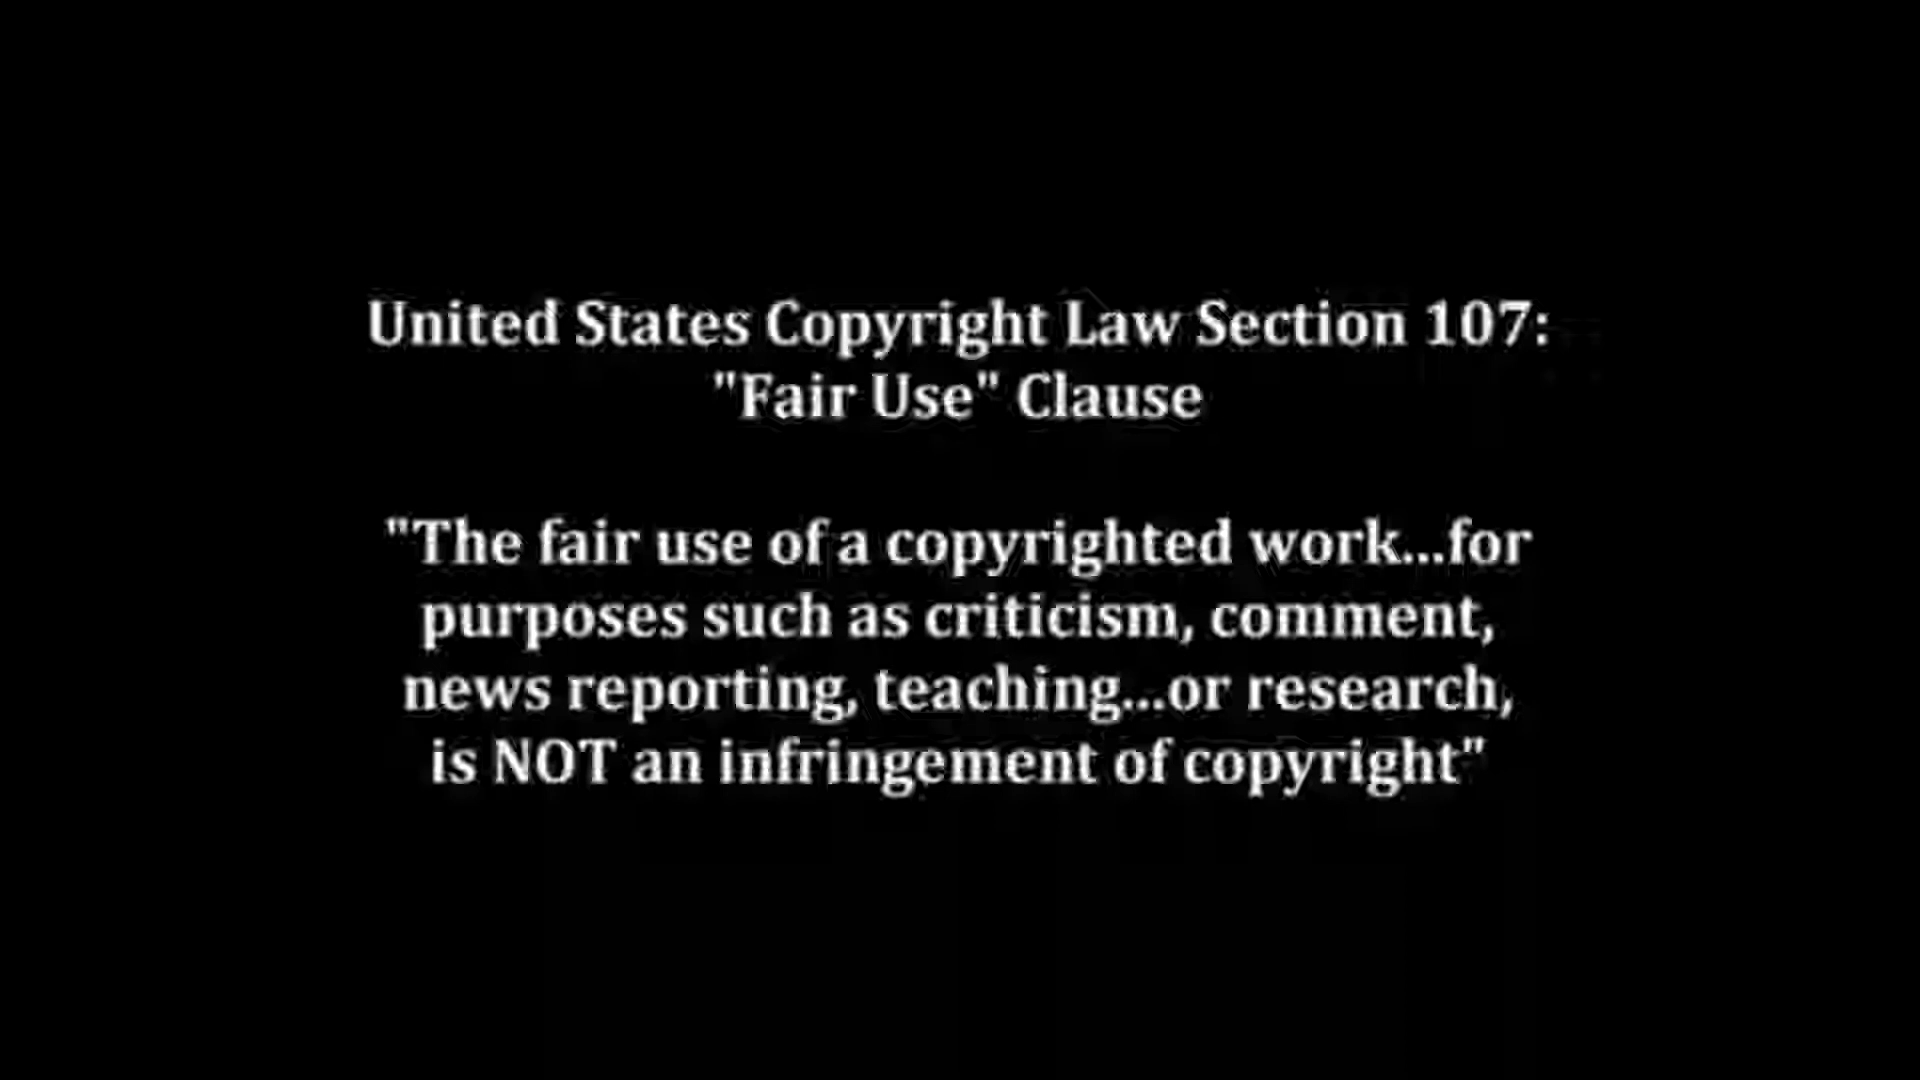 United States Copyright Law Section 107:
"Fair Use" Clause
"The fair use of a copyrighted work...for
purposes such as criticism, comment,
news reporting, teaching...or research,
is NOT an infringement of copyright"